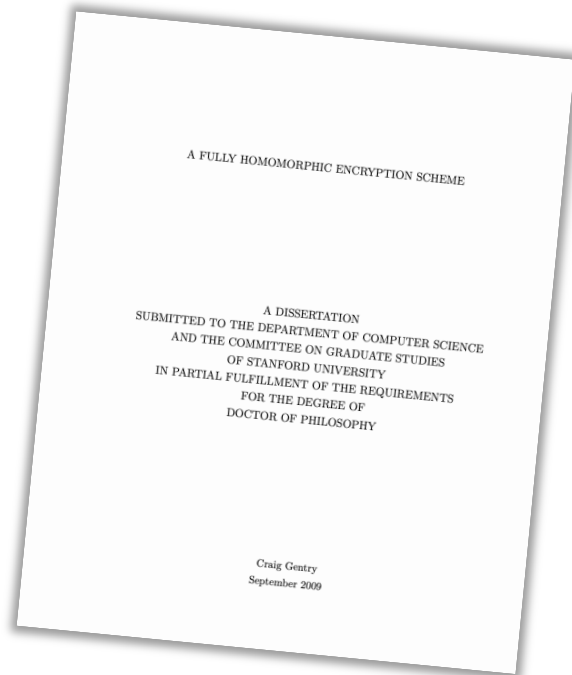 A FULLY HOMOMORPHIC ENCRYPTION SCHEME
A DISSERTATION
SUBMITTED TO THE DEPARTMENT OF COMPUTER SCIENCE
AND THE COMMITTEE ON GRADUATE STUDIES
OF STANFORD UNIVERSITY
IN PARTIAL FULFILLMENT OF THE REQUIREMENTS
FOR THE DEGREE OF
DOCTOR OF PHILOSOPHY
Craig Gentry
September 2009